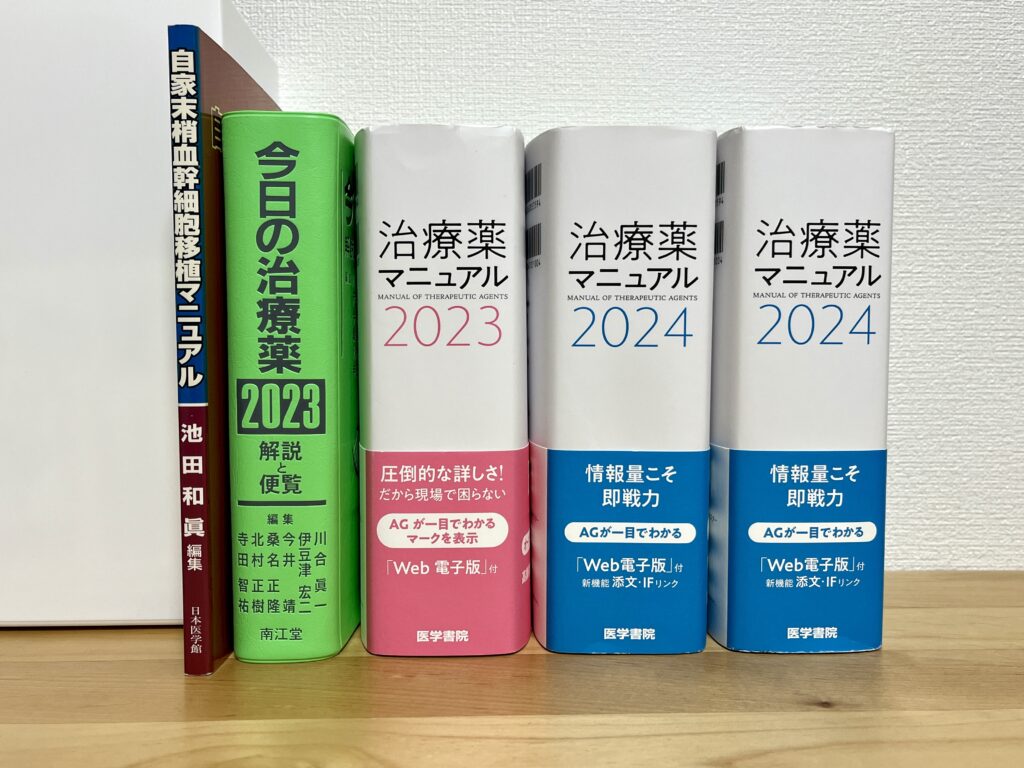 自家末梢血幹細胞移植マニュアル
池田和眞 編集
日本医学館
今日の治療薬
2023
解説と便覧
編集
川合眞一
伊豆津宏二
今井靖
桑名正隆
北村正樹
寺田智祐
南江堂
治療薬
マニュアル
MANUAL OF THERAPEUTIC AGENTS
2023
圧倒的な詳しさ!
だから現場で困らない
AGが一目でわかる
マークを表示
「Web 電子版」付
医学書院
治療薬
マニュアル
MANUAL OF THERAPEUTIC AGENTS
2024
情報量こそ
即戦力
AGが一目でわかる
「Web電子版」付
新機能 添文・IFリンク
医学書院
治療薬
マニュアル
MANUAL OF THERAPEUTIC AGENTS
2024
情報量こそ
即戦力
AGが一目でわかる
「Web電子版」付
新機能 添文・IFリンク
医学書院